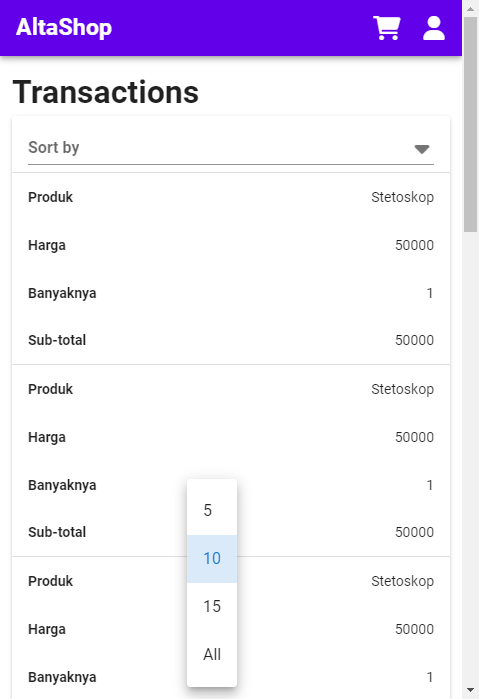 AltaShop
Transactions
Sort by
Produk Stetoskop
Harga 50000
Banyaknya 1
Sub-total 50000
Produk Stetoskop
Harga 50000
Banyaknya 1
Sub-total 50000
Produk Stetoskop
Harga 50000
Banyaknya 1
5
10
15
All